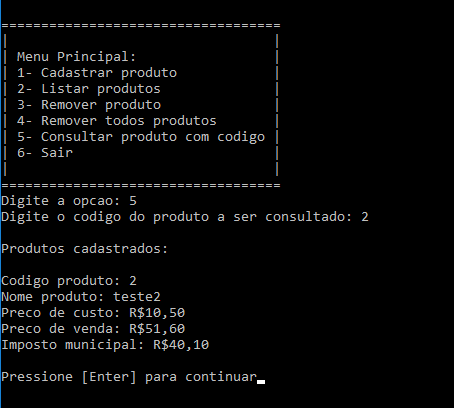 ===================================
|                                 |
| Menu Principal:                 |
| 1- Cadastrar produto            |
| 2- Listar produtos              |
| 3- Remover produto              |
| 4- Remover todos produtos       |
| 5- Consultar produto com codigo |
| 6- Sair                         |
|                                 |
===================================
Digite a opcao: 5
Digite o codigo do produto a ser consultado: 2

Produtos cadastrados:

Codigo produto: 2
Nome produto: teste2
Preco de custo: R$10,50
Preco de venda: R$51,60
Imposto municipal: R$40,10

Pressione [Enter] para continuar